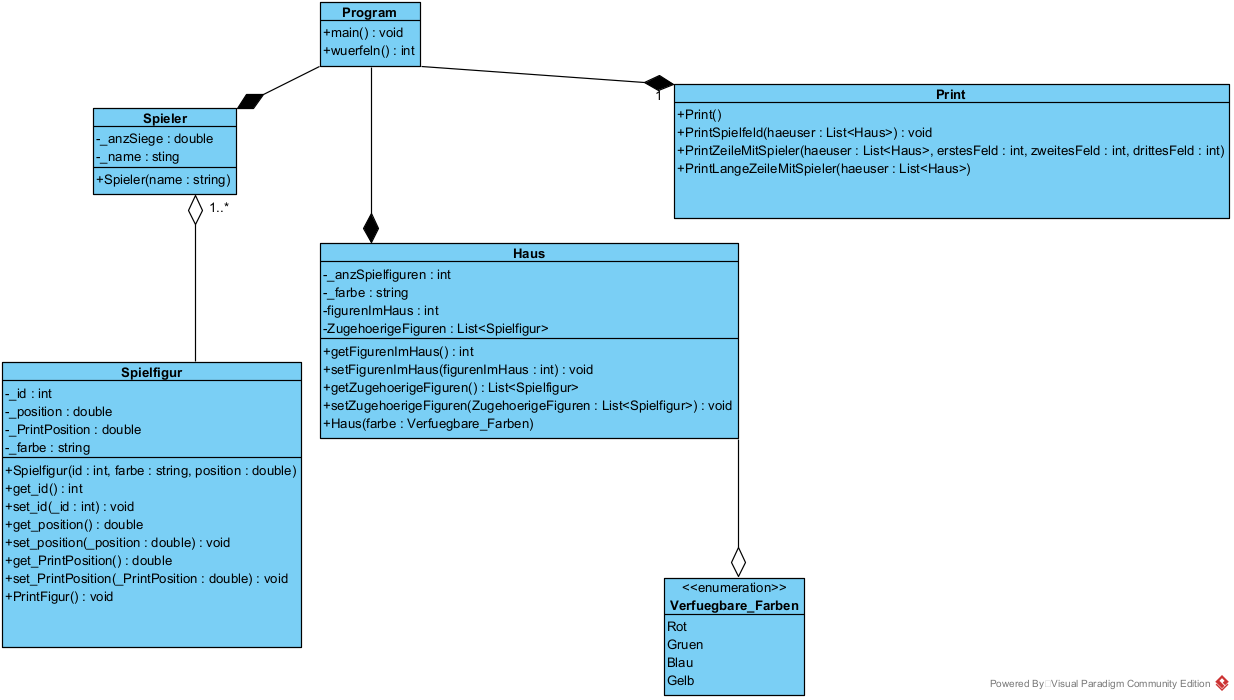 Program
+main() : void
+wuerfeln() : int
Spieler
-_anzSiege : double
-_name : sting
+Spieler(name : string)
1..*
1
Print
+Print()
+PrintSpielfeld(haeuser : List<Haus>) : void
+PrintZeileMitSpieler(haeuser : List<Haus>, erstesFeld : int, zweitesFeld : int, drittesFeld : int)
+PrintLangeZeileMitSpieler(haeuser : List<Haus>)
Haus
-_anzSpielfiguren : int
-_farbe : string
-figurenImHaus : int
-ZugehoerigeFiguren : List<Spielfigur>
+getFigurenImHaus() : int
+setFigurenImHaus(figurenImHaus : int) : void
+getZugehoerigeFiguren() : List<Spielfigur>
+setZugehoerigeFiguren(ZugehoerigeFiguren : List<Spielfigur>) : void
+Haus(farbe : Verfuegbare_Farben)
Spielfigur
-_id : int
-_position : double
-_PrintPosition : double
-_farbe : string
+Spielfigur(id : int, farbe : string, position : double)
+get_id() : int
+set_id(_id : int) : void
+get_position() : double
+set_position(_position : double) : void
+get_PrintPosition() : double
+set_PrintPosition(_PrintPosition : double) : void
+PrintFigur() : void
<<enumeration>>
Verfuegbare_Farben
Rot
Gruen
Blau
Gelb
Powered By Visual Paradigm Community Edition